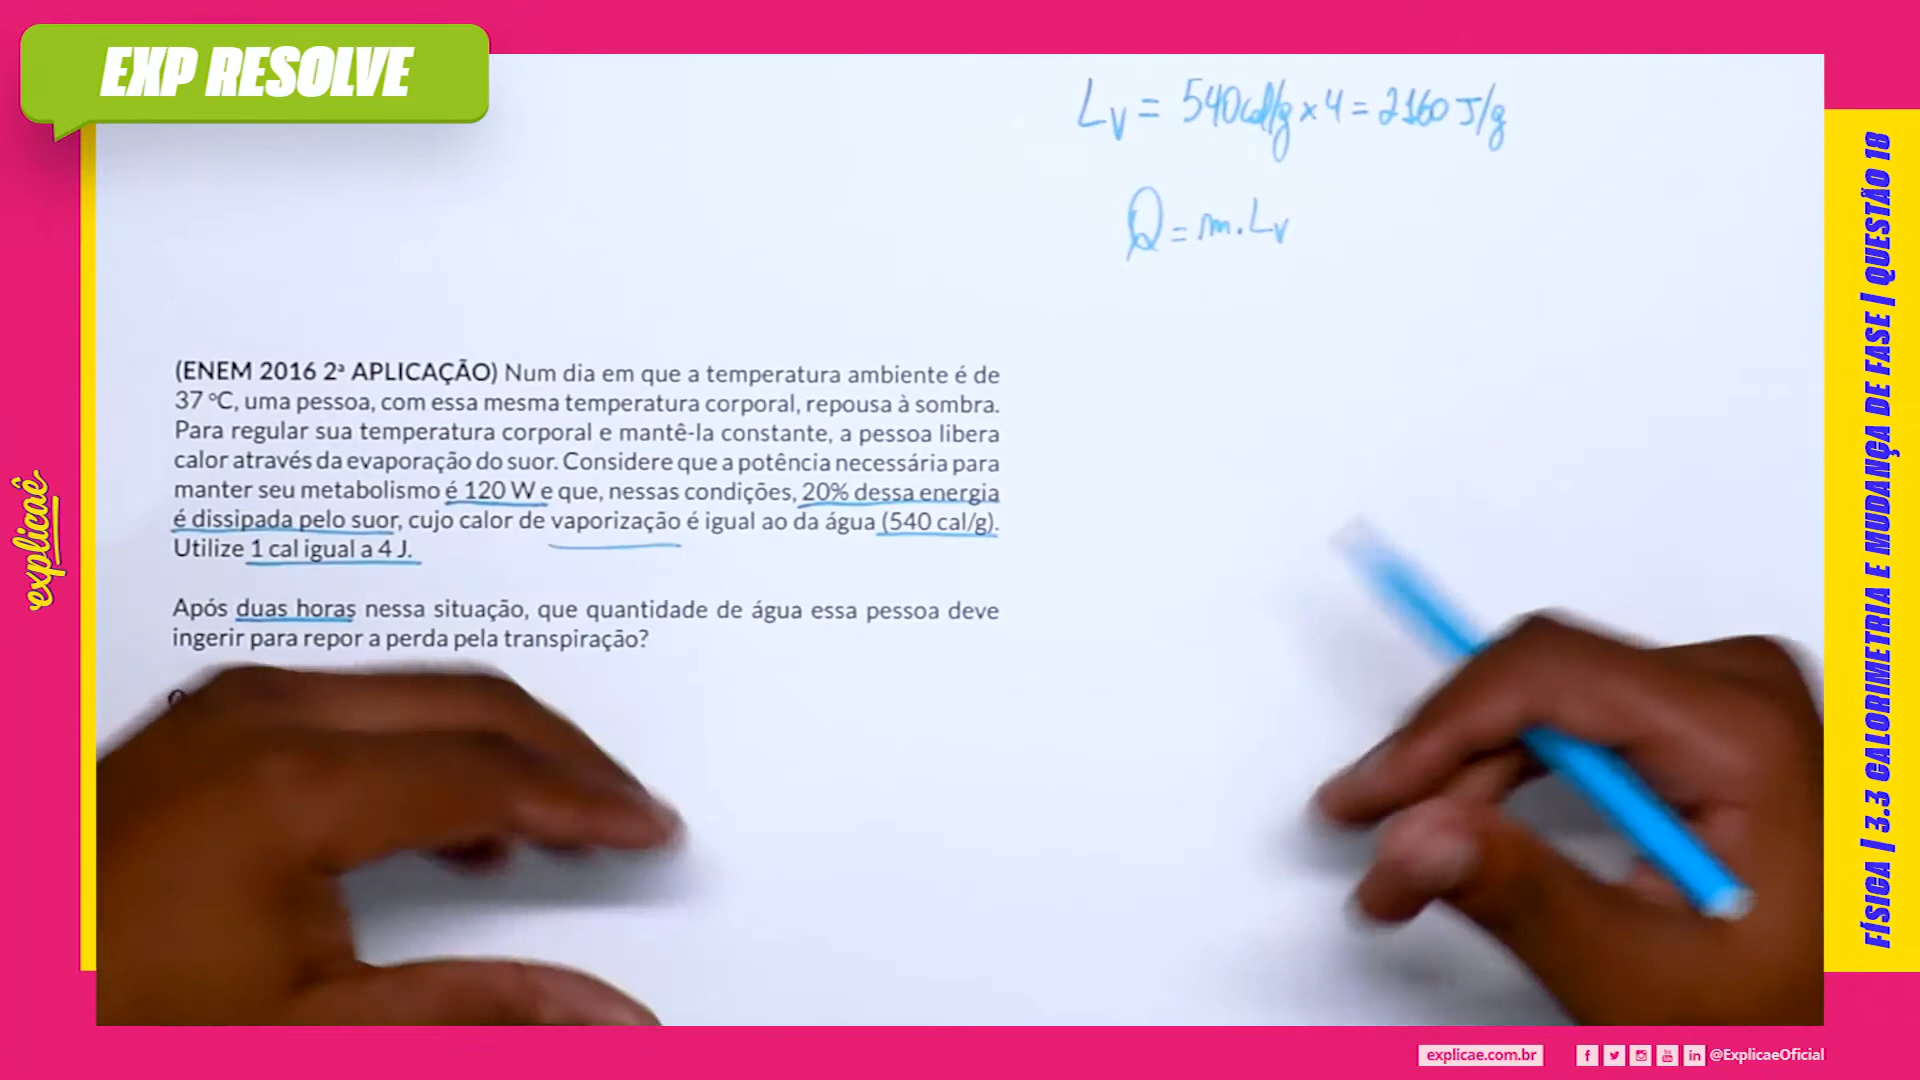 EXP RESOLVE
Lv = 540cal/g × 4 = 2160 J/g
Q = m.Lv
(ENEM 2016 2ª APLICAÇÃO) Num dia em que a temperatura ambiente é de
37 ºC, uma pessoa, com essa mesma temperatura corporal, repousa à sombra.
Para regular sua temperatura corporal e mantê-la constante, a pessoa libera
calor através da evaporação do suor. Considere que a potência necessária para
manter seu metabolismo é 120 W e que, nessas condições, 20% dessa energia
é dissipada pelo suor, cujo calor de vaporização é igual ao da água (540 cal/g).
Utilize 1 cal igual a 4 J.
Após duas horas nessa situação, que quantidade de água essa pessoa deve
ingerir para repor a perda pela transpiração?
explicaê
FÍSICA | 3.3 CALORIMETRIA E MUDANÇA DE FASE | QUESTÃO 18
explicae.com.br
@ExplicaeOficial